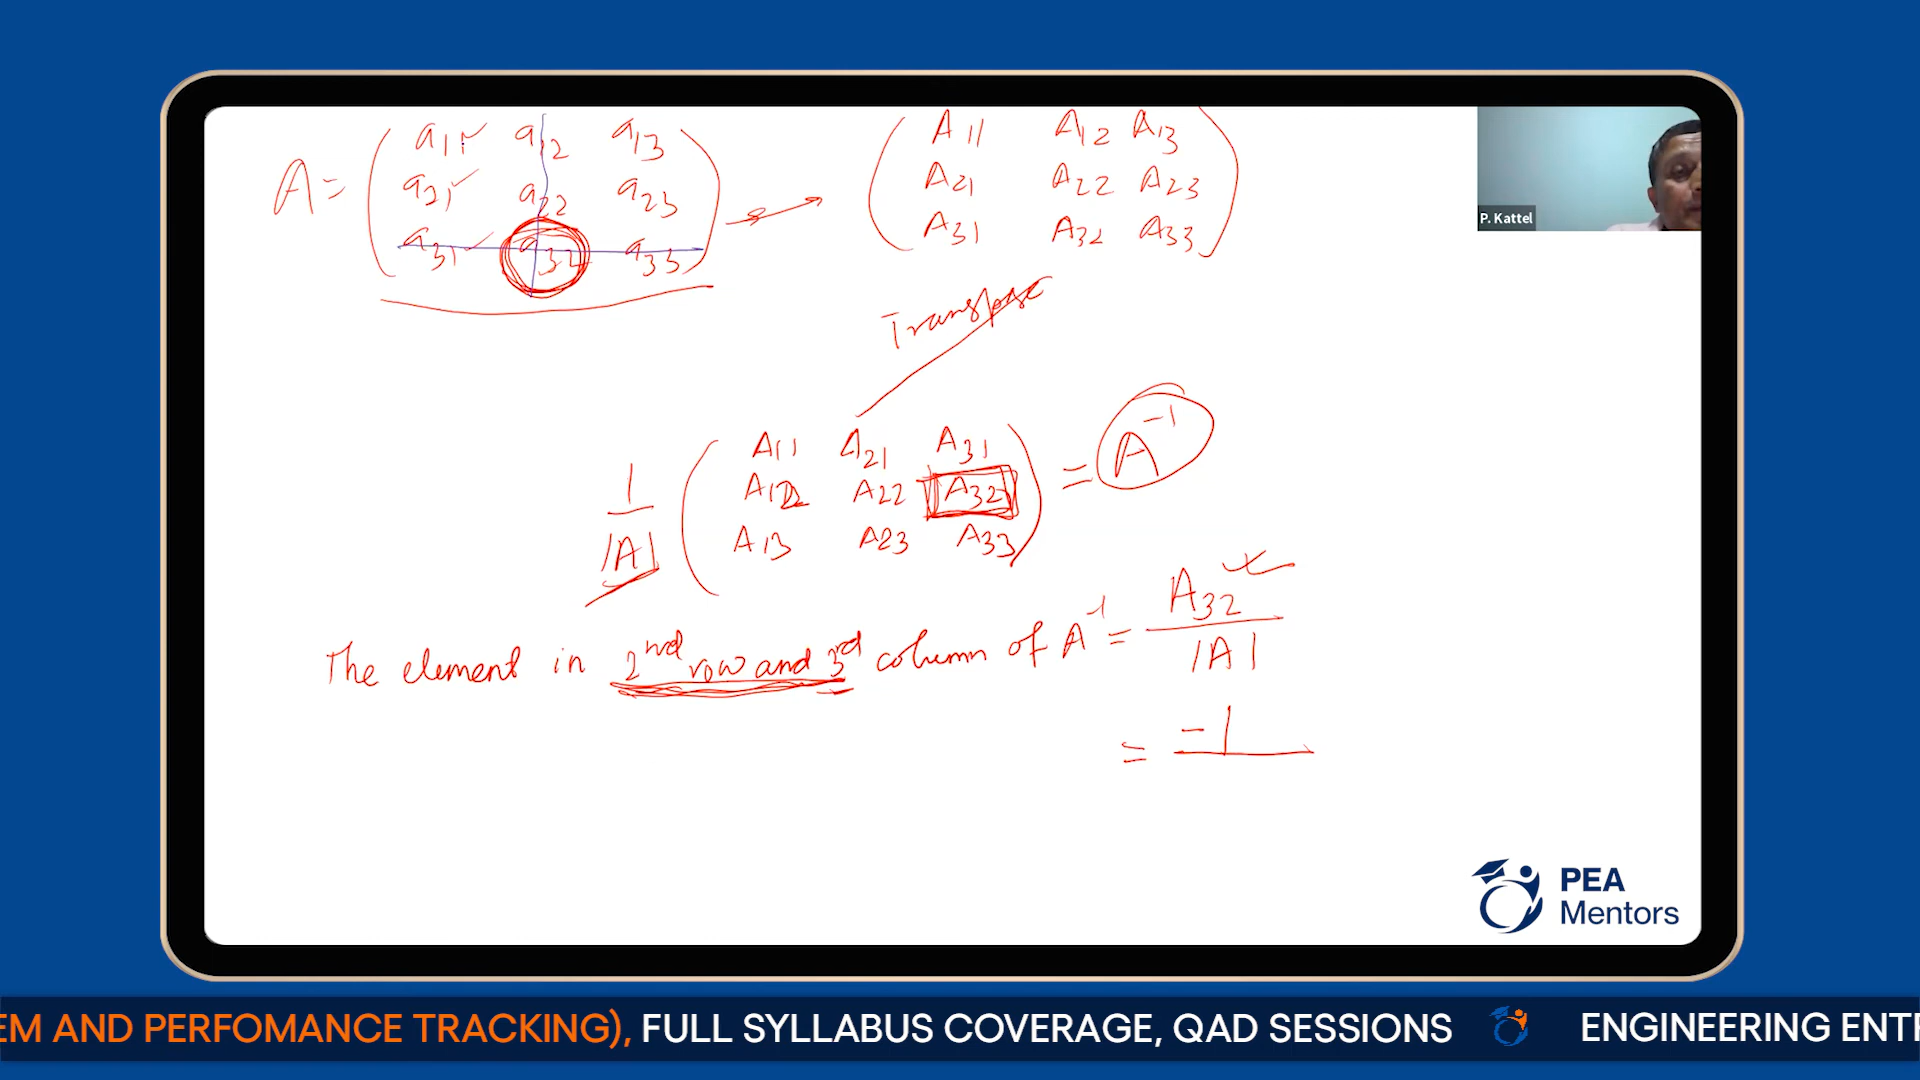 A = ( a11 a12 a13
a21 a22 a23
a31 a32 a33 )
( A11 A12 A13
A21 A22 A23
A31 A32 A33 )
P. Kattel
Transpose
1/|A| ( A11 A21 A31
A12 A22 A32
A13 A23 A33 ) = A⁻¹
The element in 2nd row and 3rd column of A⁻¹ = A32/|A|
= -1
PEA
Mentors
EM AND PERFOMANCE TRACKING), FULL SYLLABUS COVERAGE, QAD SESSIONS ENGINEERING ENTR